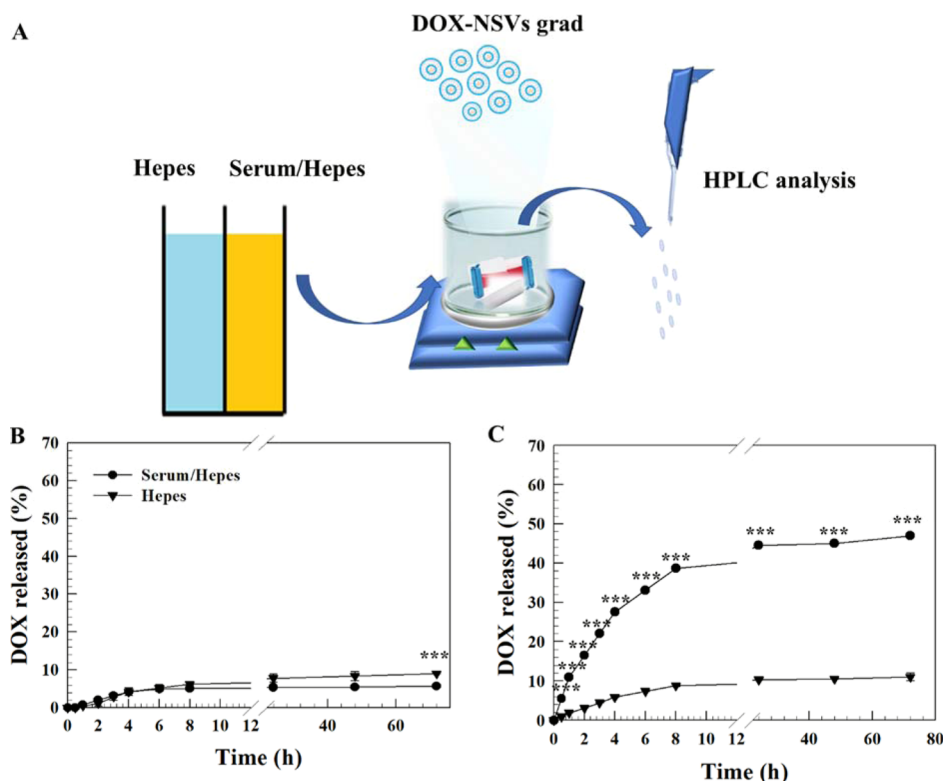 A
DOX-NSVs grad
Hepes
Serum/Hepes
HPLC analysis
B
DOX released (%)
70
60
50
40
30
20
10
0
Serum/Hepes
Hepes
***
0 2 4 6 8 10 12 20 40 60
Time (h)
C
DOX released (%)
70
60
50
40
30
20
10
0
***
***
***
***
***
***
***
***
***
***
0 2 4 6 8 10 12 20 40 60 80
Time (h)